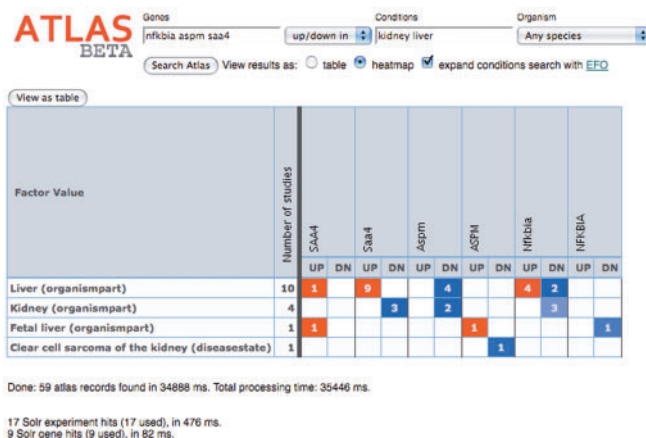 ATLAS
BETA
Genes Conditions Organism
nfkbia aspm saa4 up/down in kidney liver Any species
Search Atlas View results as: table heatmap expand conditions search with EFO
View as table
Factor Value Number of studies SAA4 Saa4 Aspm ASPM Nfkbia NFKBIA
UP DN UP DN UP DN UP DN UP DN UP DN
Liver (organismpart) 10 1 9 4 4 2
Kidney (organismpart) 4 3 2 3
Fetal liver (organismpart) 1 1 1 1
Clear cell sarcoma of the kidney (diseasestate) 1 1
Done: 59 atlas records found in 34888 ms. Total processing time: 35446 ms.
17 Solr experiment hits (17 used), in 476 ms.
9 Solr gene hits (9 used), in 82 ms.